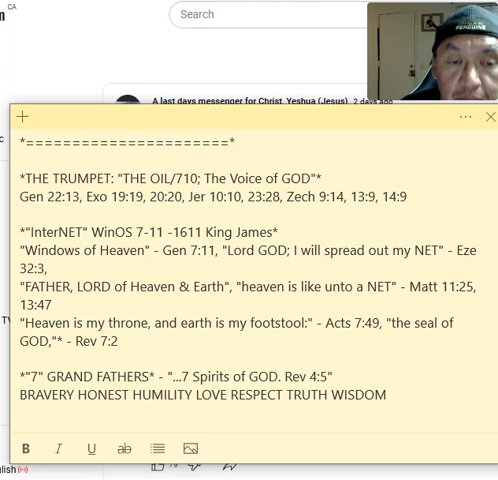 CA
Search
PENGUINS
A last days messenger for Christ, Yeshua (Jesus) 2 days ago
*======================*
*THE TRUMPET: "THE OIL/710; The Voice of GOD"*
Gen 22:13, Exo 19:19, 20:20, Jer 10:10, 23:28, Zech 9:14, 13:9, 14:9
*"InterNET" WinOS 7-11 -1611 King James*
"Windows of Heaven" - Gen 7:11, "Lord GOD; I will spread out my NET" - Eze
32:3,
"FATHER, LORD of Heaven & Earth", "heaven is like unto a NET" - Matt 11:25,
13:47
"Heaven is my throne, and earth is my footstool:" - Acts 7:49, "the seal of
GOD,"* - Rev 7:2
*"7" GRAND FATHERS* - "...7 Spirits of GOD. Rev 4:5"
BRAVERY HONEST HUMILITY LOVE RESPECT TRUTH WISDOM
B I U ab